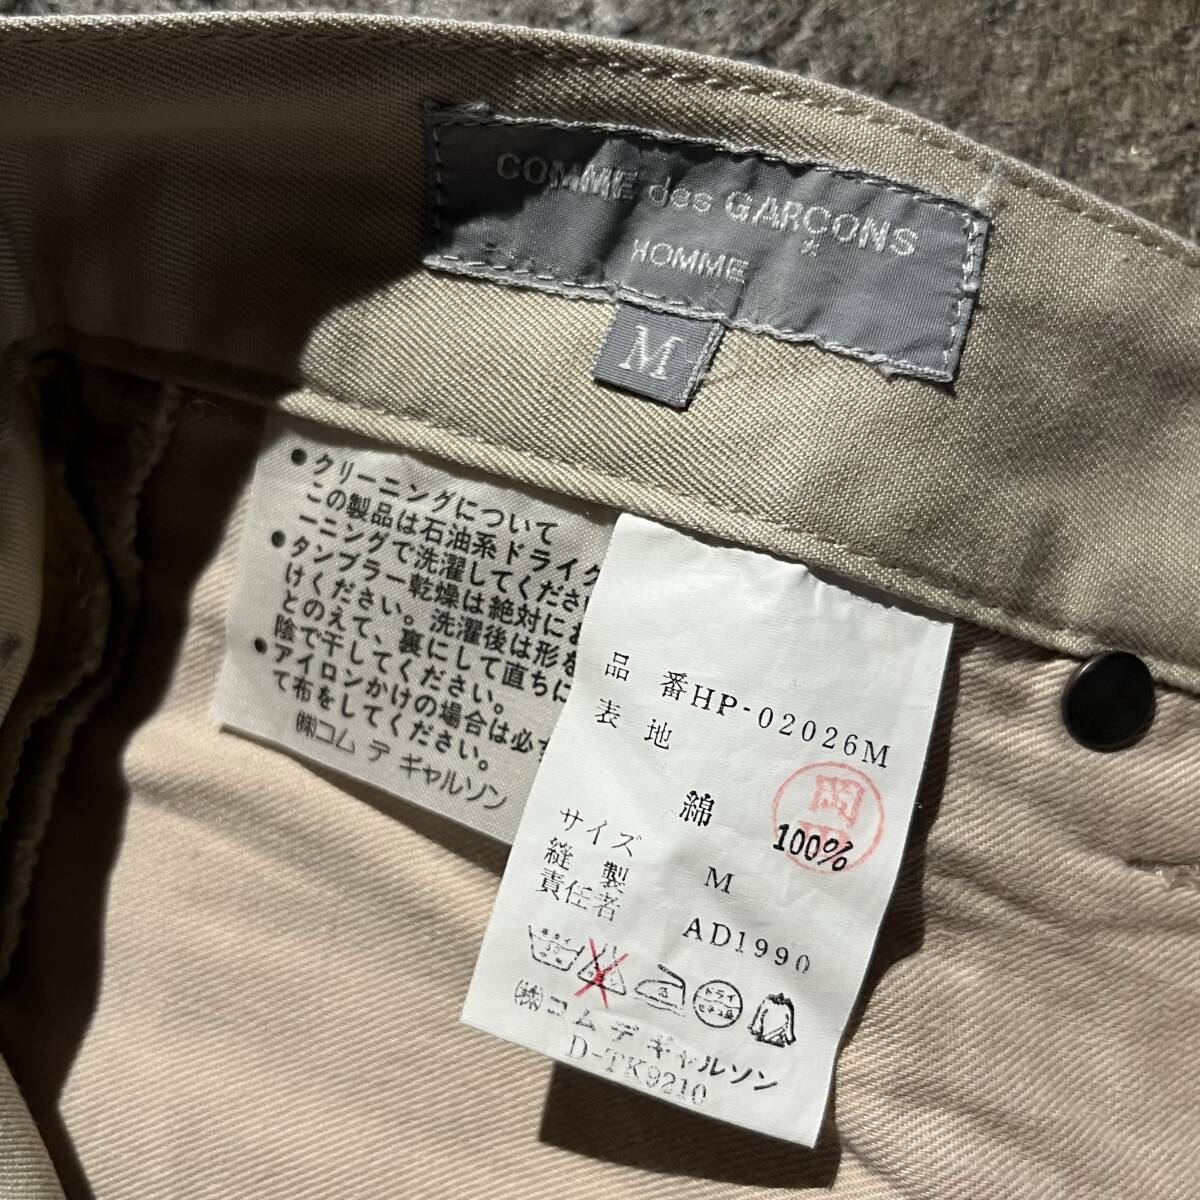 COMME des GARÇONS
HOMME
M
●クリーニングについて
この製品は石油系ドライク
ーニングで洗濯してください
●タンブラー乾燥は絶対にお
けください。洗濯後は形を
とのえて、裏にして直ちに
陰で干してください。
●アイロンかけの場合は必ず
て布をしてください。
㈱コム デ ギャルソン
品番HP-02026M
表地
綿 100%
岡
サイズ M
縫製
責任者 AD1990
ドライ
㈱コム デ ギャルソン
D-TK9210